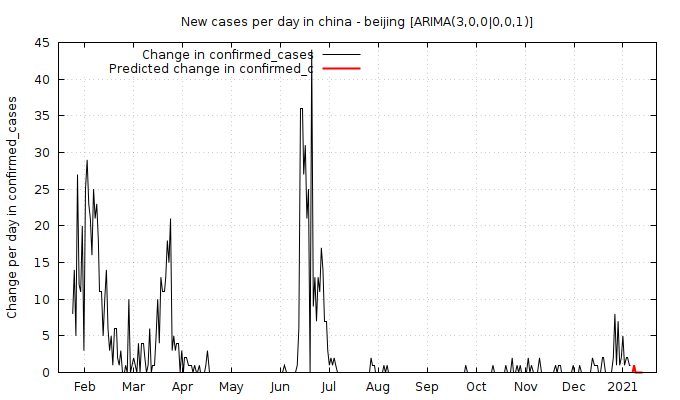 New cases per day in china - beijing [ARIMA(3,0,0|0,0,1)]
Change in confirmed_cases
Predicted change in confirmed_c
Change per day in confirmed_cases
45
40
35
30
25
20
15
10
5
0
Feb Mar Apr May Jun Jul Aug Sep Oct Nov Dec 2021